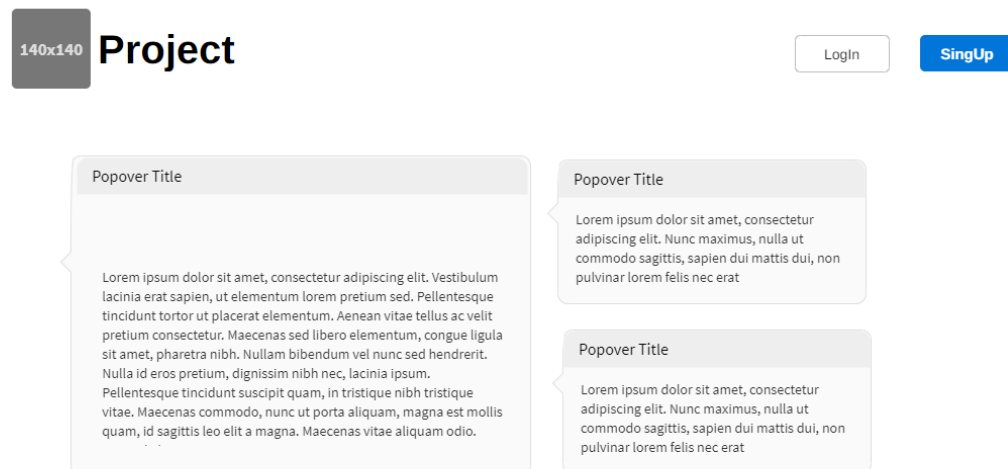 140x140
Project
LogIn
SingUp
Popover Title
Lorem ipsum dolor sit amet, consectetur adipiscing elit. Vestibulum
lacinia erat sapien, ut elementum lorem pretium sed. Pellentesque
tincidunt tortor ut placerat elementum. Aenean vitae tellus ac velit
pretium consectetur. Maecenas sed libero elementum, congue ligula
sit amet, pharetra nibh. Nullam bibendum vel nunc sed hendrerit.
Nulla id eros pretium, dignissim nibh nec, lacinia ipsum.
Pellentesque tincidunt suscipit quam, in tristique nibh tristique
vitae. Maecenas commodo, nunc ut porta aliquam, magna est mollis
quam, id sagittis leo elit a magna. Maecenas vitae aliquam odio.
Popover Title
Lorem ipsum dolor sit amet, consectetur
adipiscing elit. Nunc maximus, nulla ut
commodo sagittis, sapien dui mattis dui, non
pulvinar lorem felis nec erat
Popover Title
Lorem ipsum dolor sit amet, consectetur
adipiscing elit. Nunc maximus, nulla ut
commodo sagittis, sapien dui mattis dui, non
pulvinar lorem felis nec erat